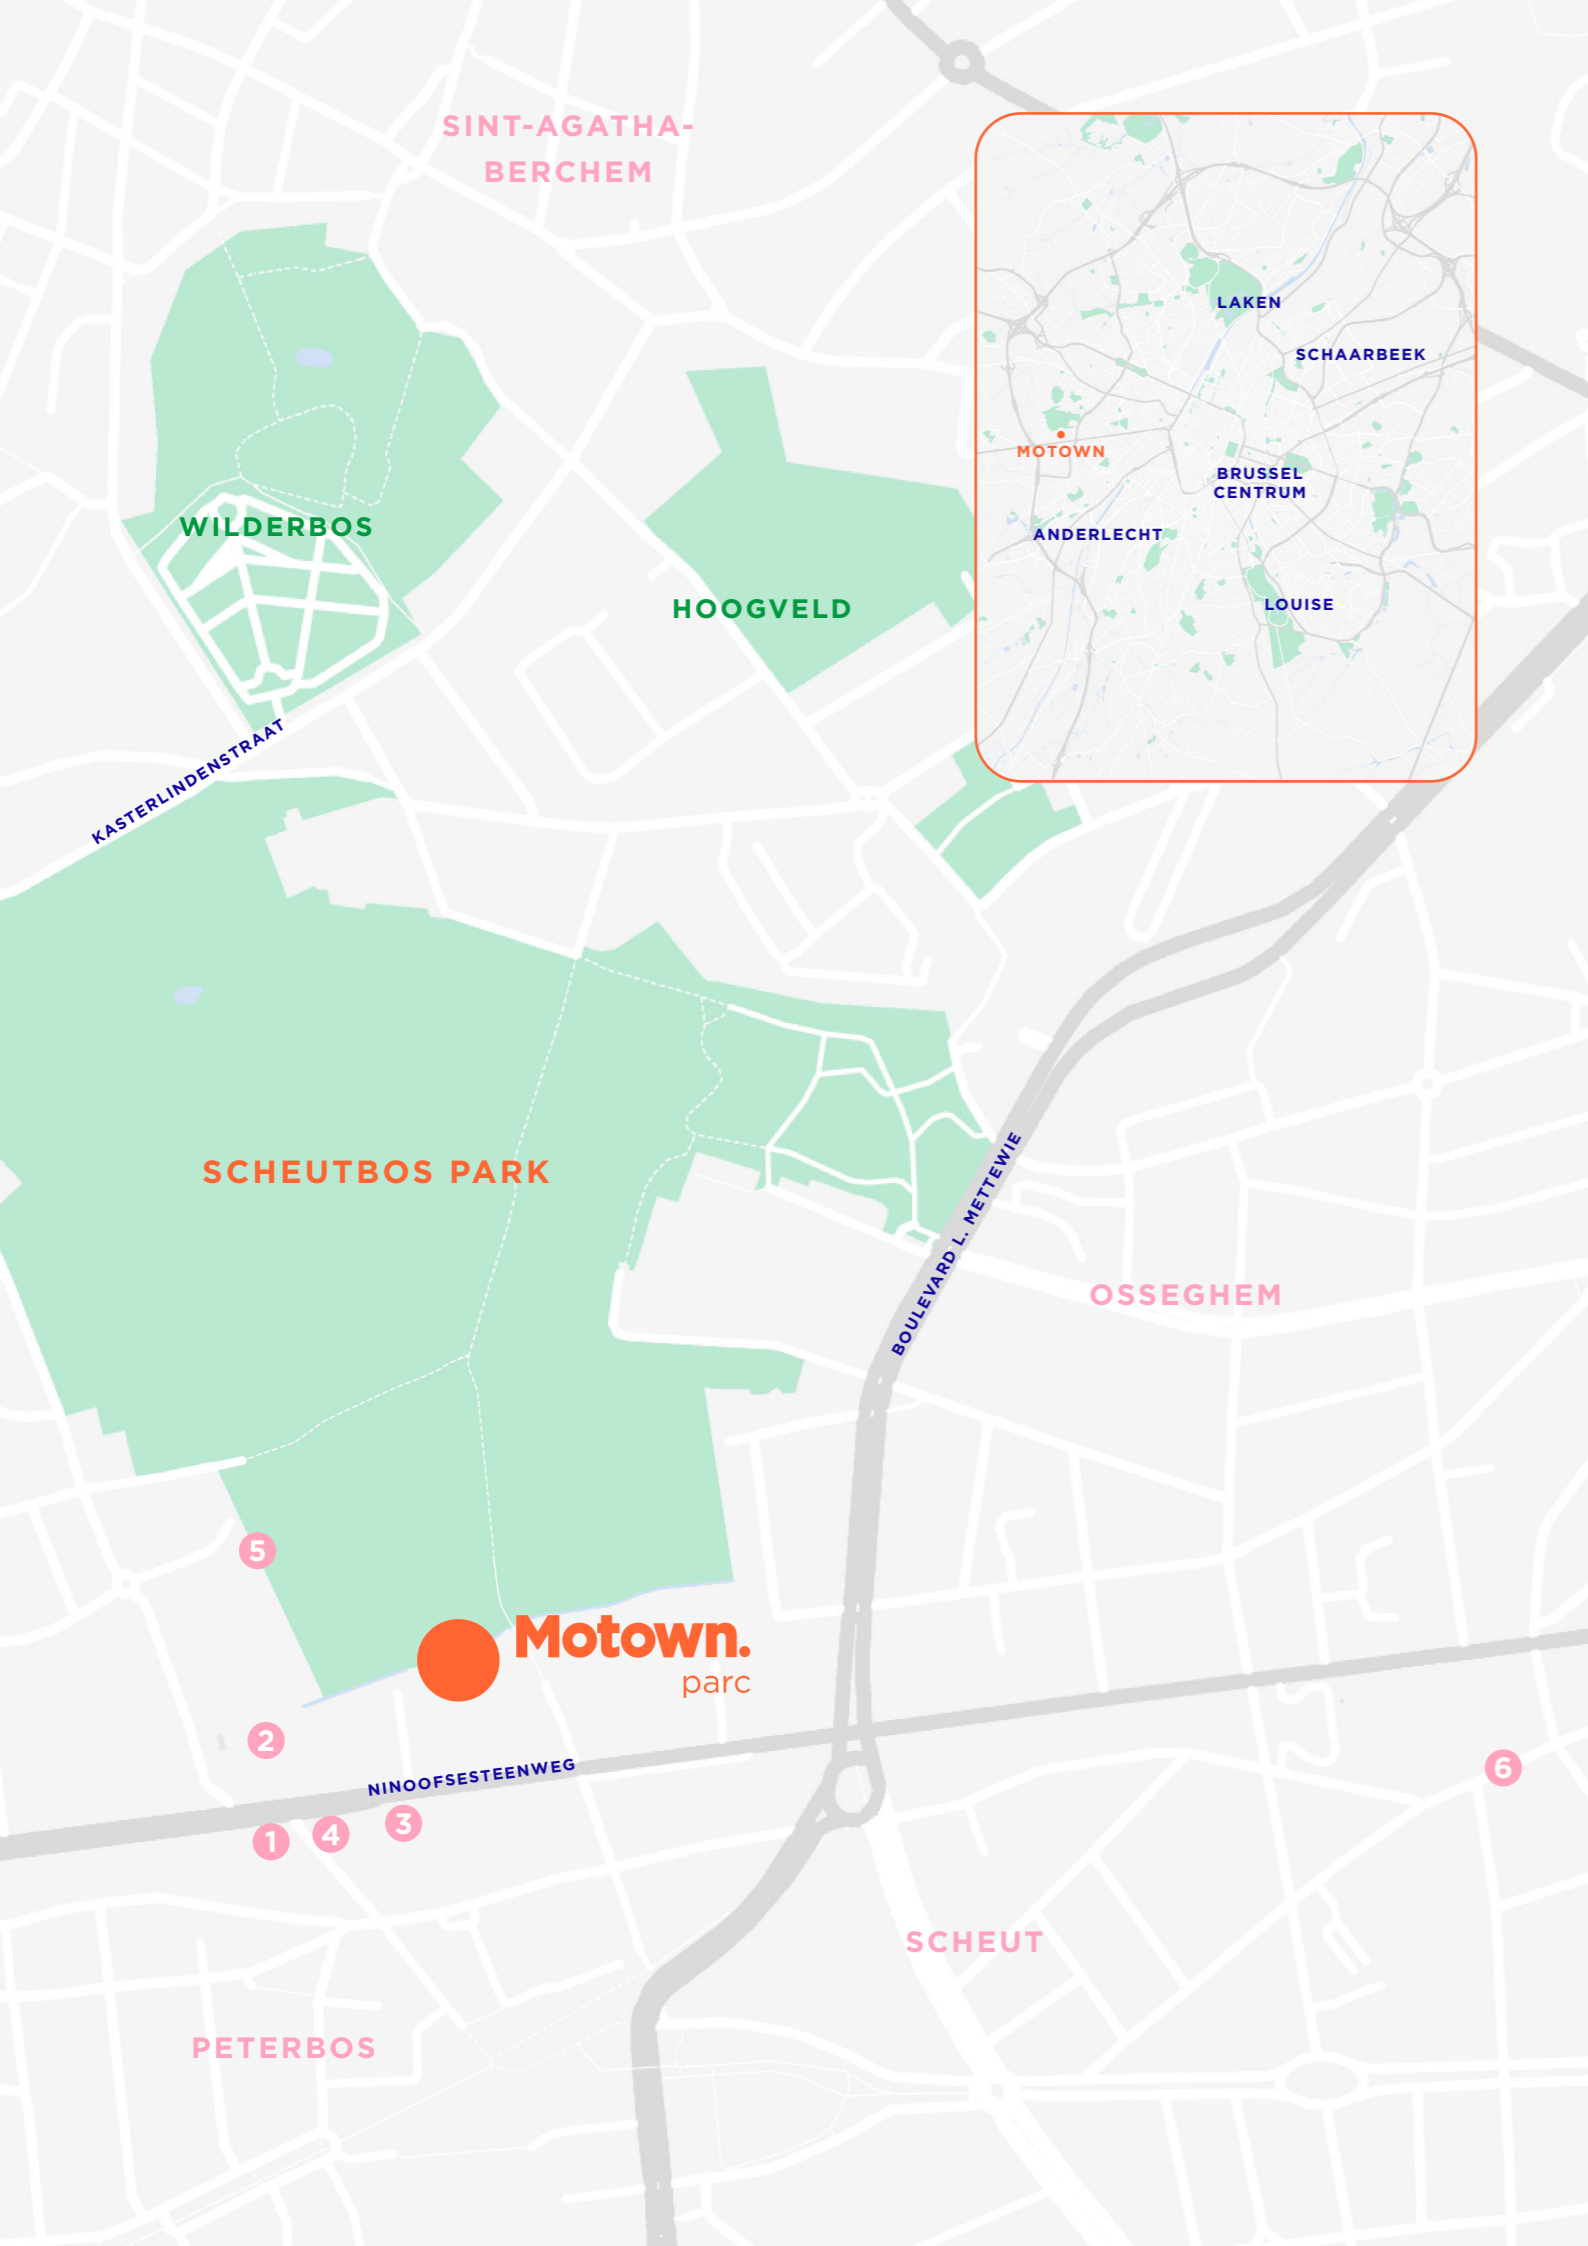 SINT-AGATHA-
BERCHEM
LAKEN
SCHAARBEEK
MOTOWN
BRUSSEL
CENTRUM
ANDERLECHT
LOUISE
WILDERBOS
HOOGVELD
KASTERLINDENSTRAAT
SCHEUTBOS PARK
BOULEVARD L. METTEWIE
OSSEGHEM
5
Motown.
parc
2
NINOOFSESTEENWEG
6
1
4
3
SCHEUT
PETERBOS